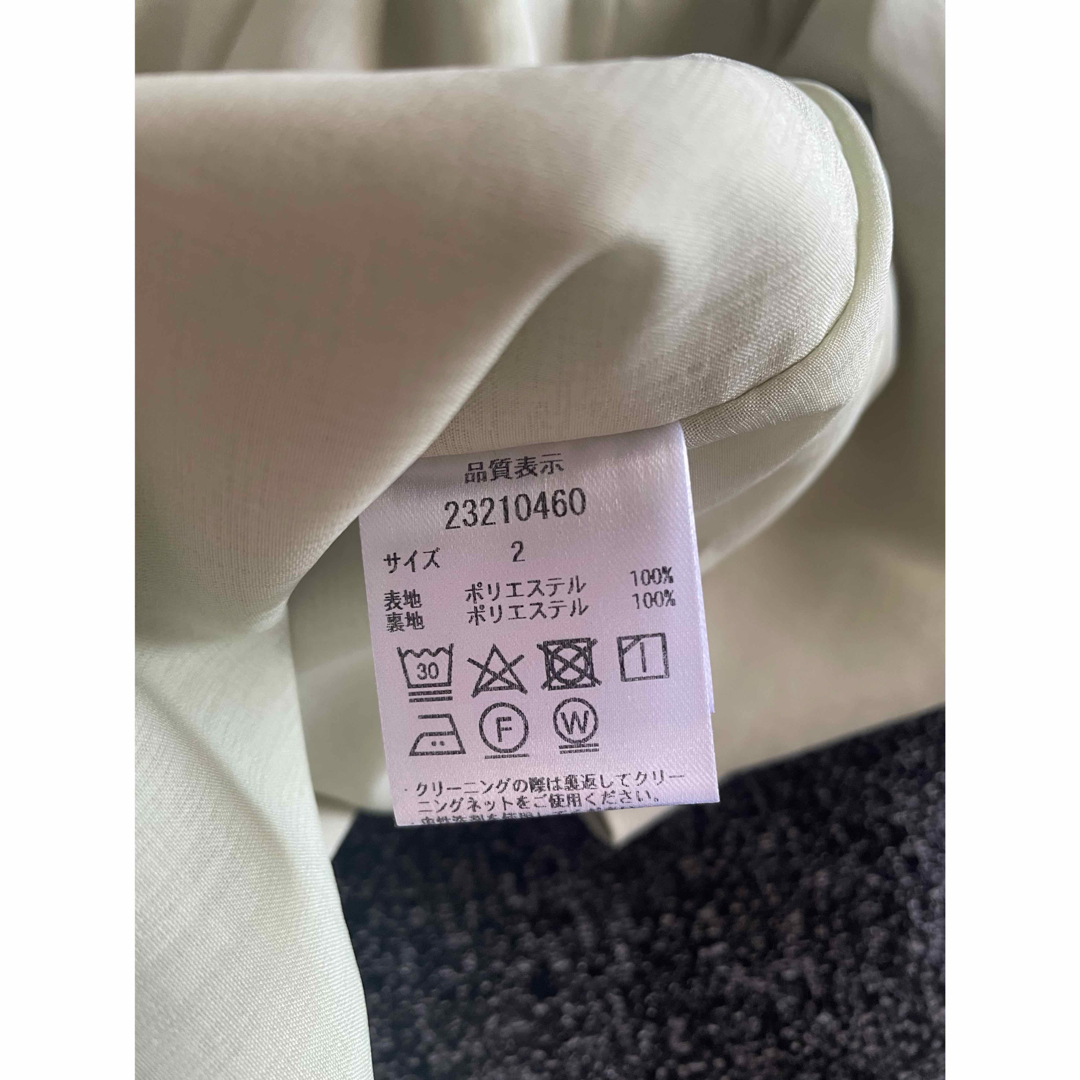 品質表示
23210460
サイズ 2
表地 ポリエステル 100%
裏地 ポリエステル 100%
30
F W
・クリーニングの際は裏返してクリー
ニングネットをご使用ください。